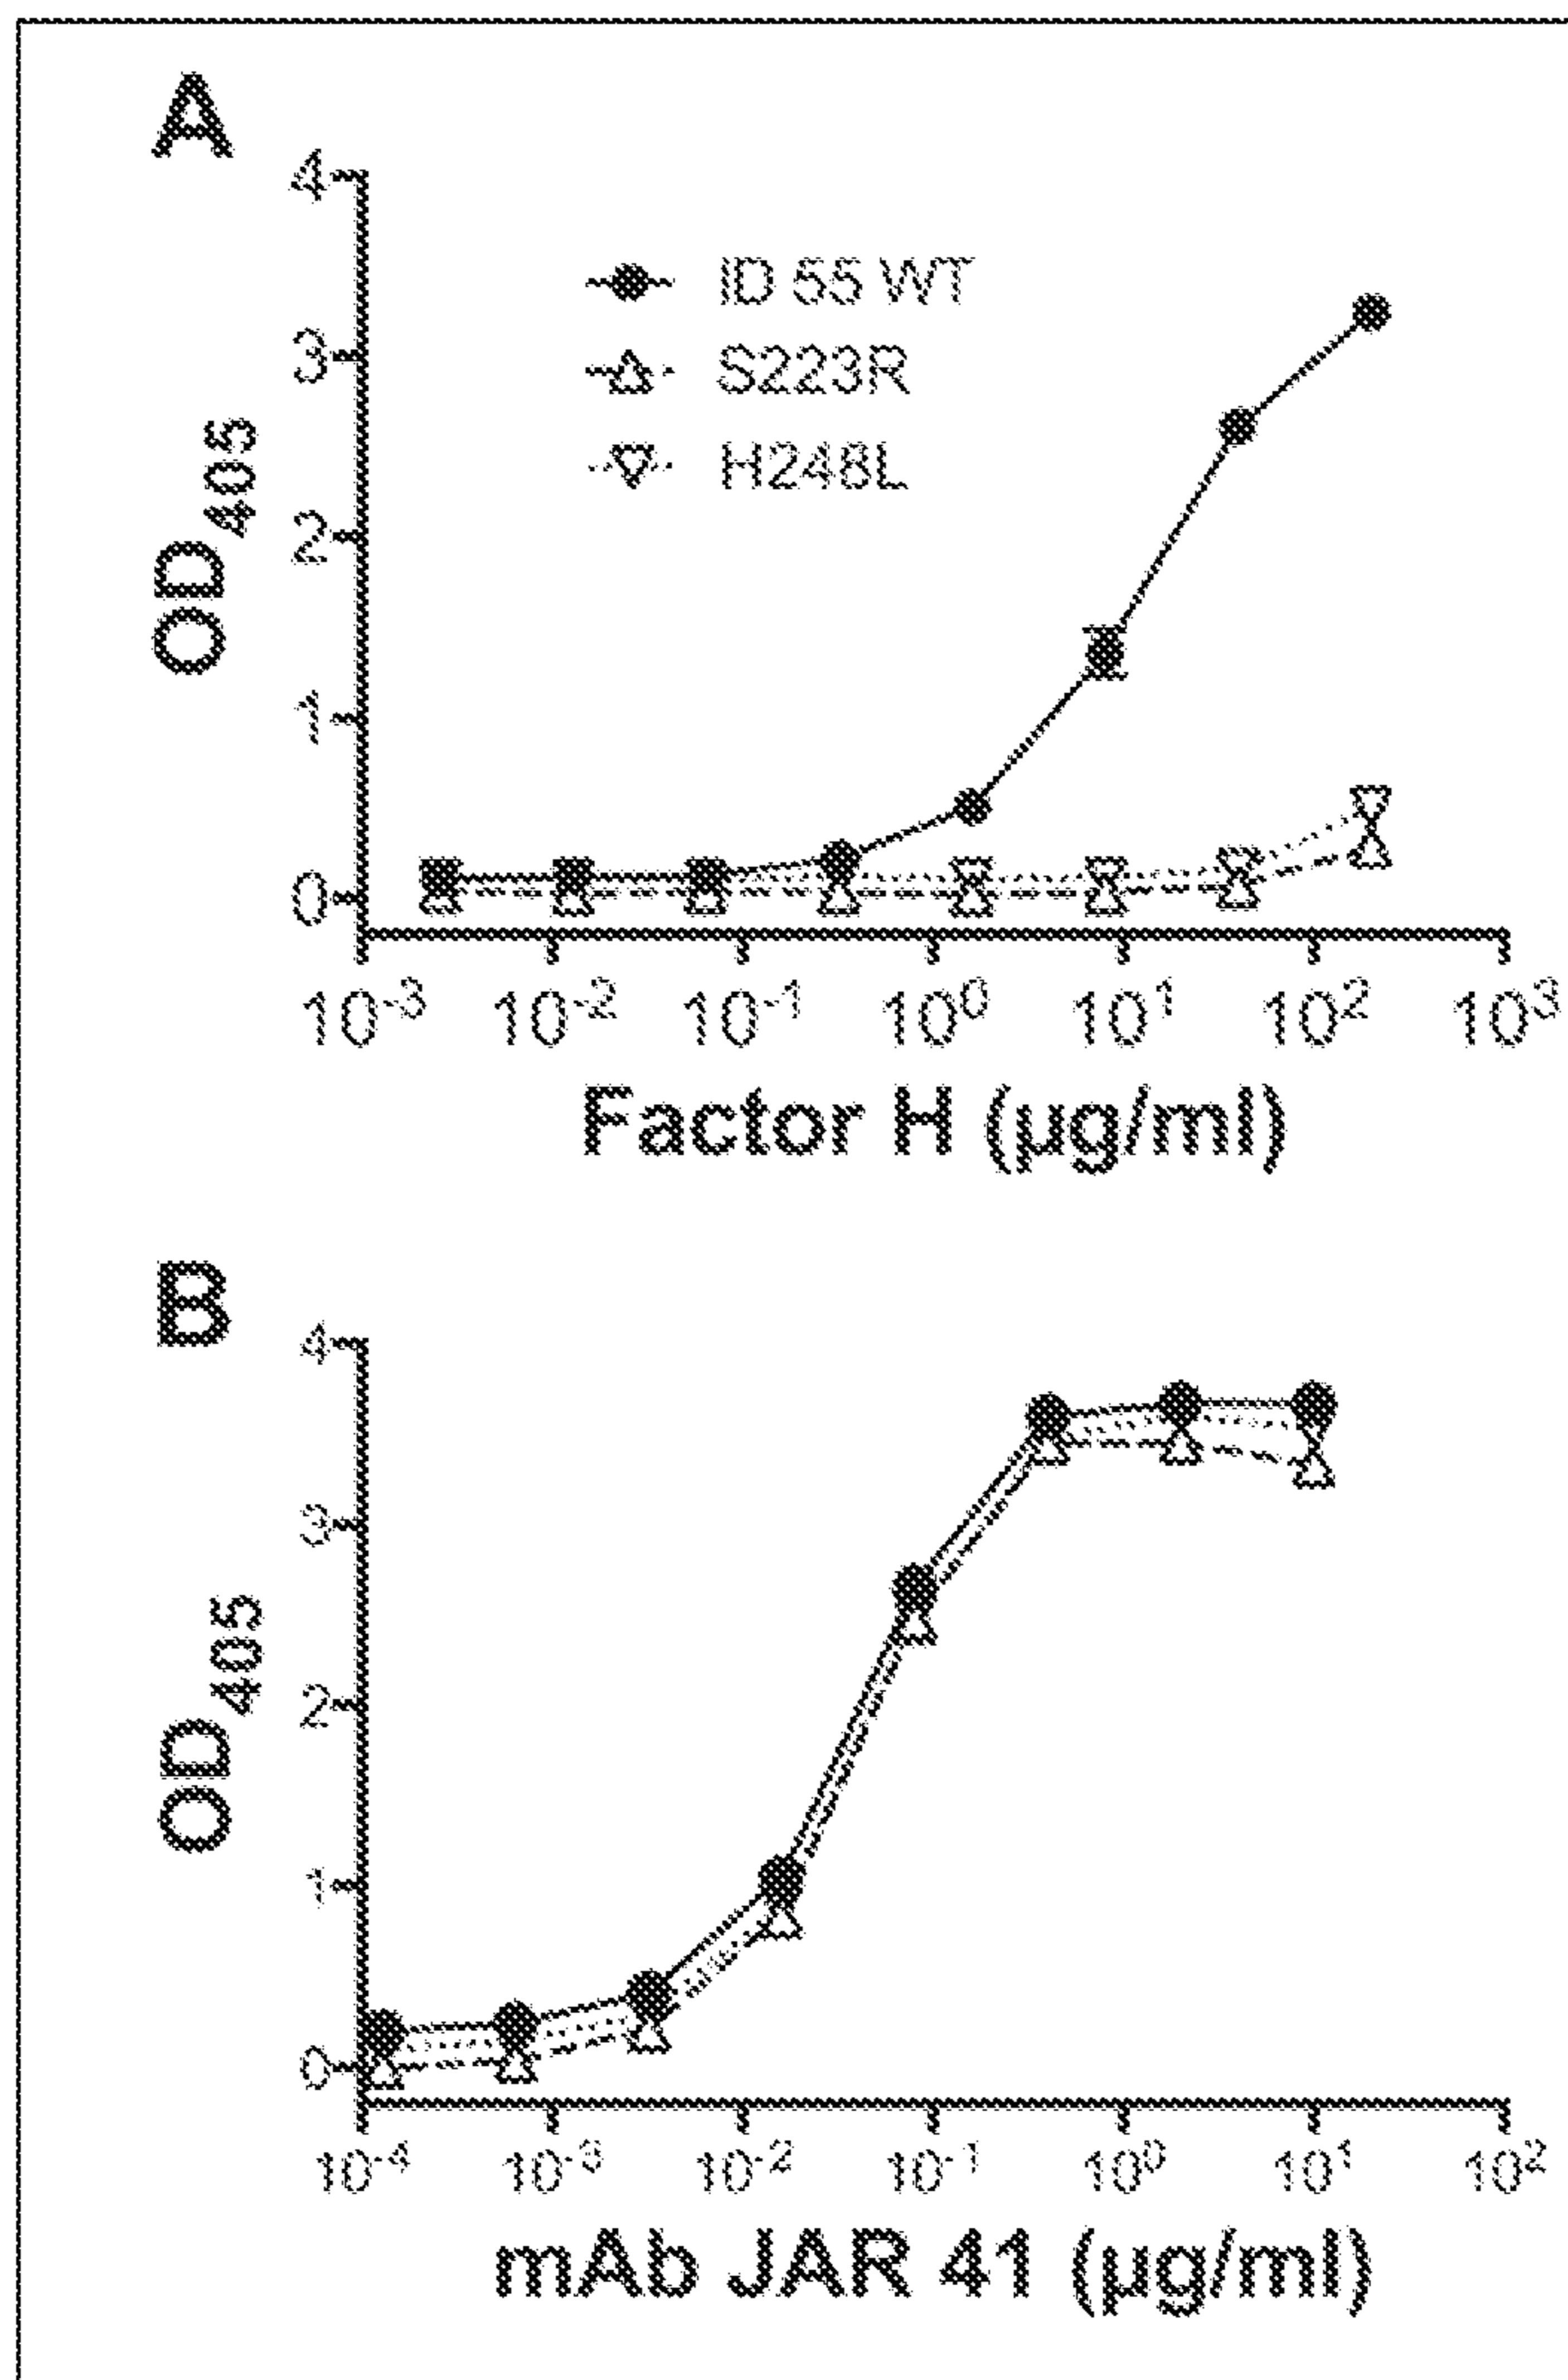 A
4
ID 55 WT
3
S223R
H248L
2
1
0
OD405
10-3 10-2 10-1 100 101 102 103
Factor H (µg/ml)
B
4
3
2
1
0
OD405
10-4 10-3 10-2 10-1 100 101 102
mAb JAR 41 (µg/ml)